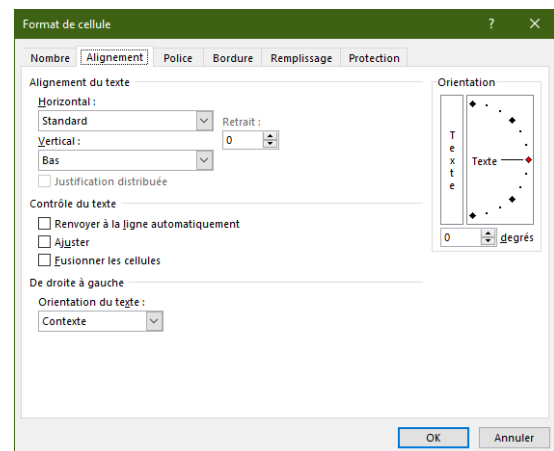 Format de cellule
Nombre Alignement Police Bordure Remplissage Protection
Alignement du texte
Horizontal :
Standard
Retrait :
Vertical :
0
Bas
Justification distribuée
Contrôle du texte
Renvoyer à la ligne automatiquement
Ajuster
Fusionner les cellules
De droite à gauche
Orientation du texte :
Contexte
Orientation
Texte
Texte
0 degrés
OK Annuler